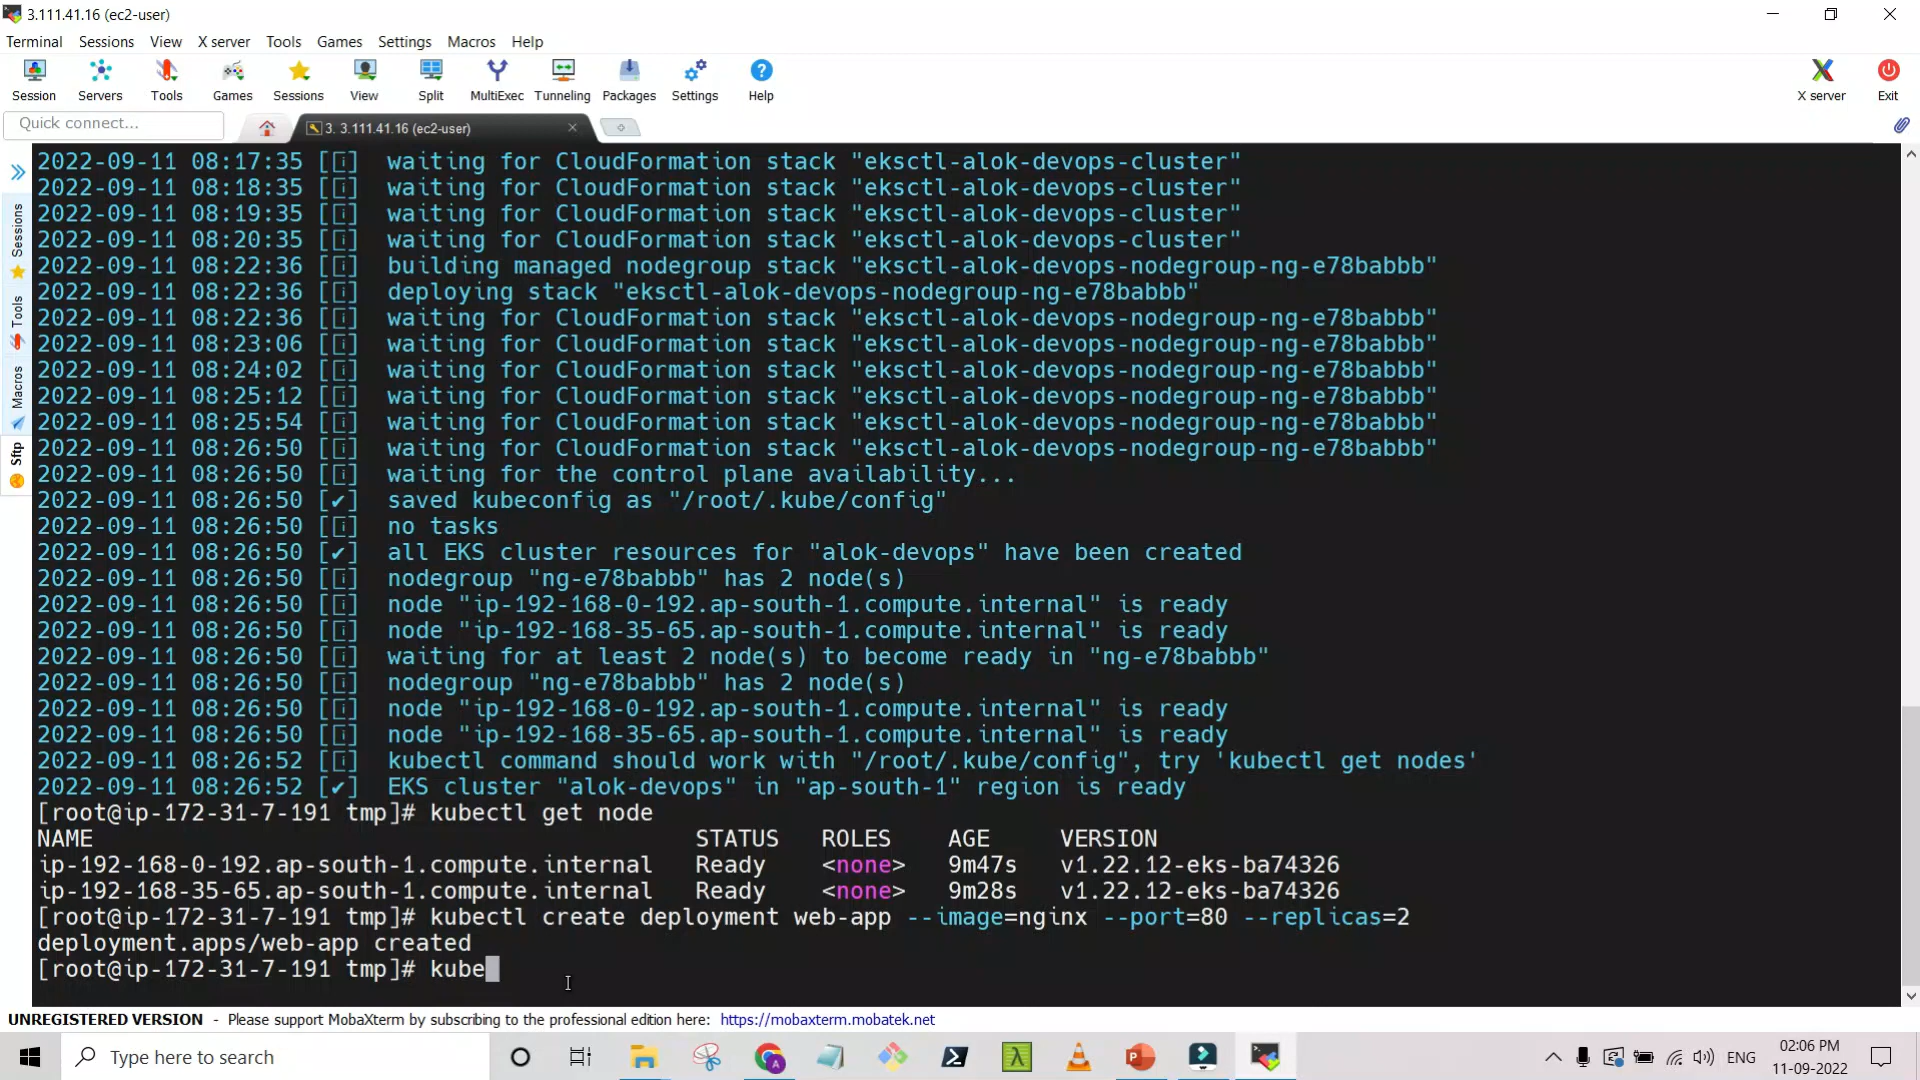 3.111.41.16 (ec2-user)
Terminal Sessions View X server Tools Games Settings Macros Help
Session Servers Tools Games Sessions View Split MultiExec Tunneling Packages Settings Help X server Exit
Quick connect... 3. 3.111.41.16 (ec2-user)
Sessions
Tools
Macros
Sftp
2022-09-11 08:17:35 [i] waiting for CloudFormation stack "eksctl-alok-devops-cluster"
2022-09-11 08:18:35 [i] waiting for CloudFormation stack "eksctl-alok-devops-cluster"
2022-09-11 08:19:35 [i] waiting for CloudFormation stack "eksctl-alok-devops-cluster"
2022-09-11 08:20:35 [i] waiting for CloudFormation stack "eksctl-alok-devops-cluster"
2022-09-11 08:22:36 [i] building managed nodegroup stack "eksctl-alok-devops-nodegroup-ng-e78babbb"
2022-09-11 08:22:36 [i] deploying stack "eksctl-alok-devops-nodegroup-ng-e78babbb"
2022-09-11 08:22:36 [i] waiting for CloudFormation stack "eksctl-alok-devops-nodegroup-ng-e78babbb"
2022-09-11 08:23:06 [i] waiting for CloudFormation stack "eksctl-alok-devops-nodegroup-ng-e78babbb"
2022-09-11 08:24:02 [i] waiting for CloudFormation stack "eksctl-alok-devops-nodegroup-ng-e78babbb"
2022-09-11 08:25:12 [i] waiting for CloudFormation stack "eksctl-alok-devops-nodegroup-ng-e78babbb"
2022-09-11 08:25:54 [i] waiting for CloudFormation stack "eksctl-alok-devops-nodegroup-ng-e78babbb"
2022-09-11 08:26:50 [i] waiting for CloudFormation stack "eksctl-alok-devops-nodegroup-ng-e78babbb"
2022-09-11 08:26:50 [i] waiting for the control plane availability...
2022-09-11 08:26:50 [✔] saved kubeconfig as "/root/.kube/config"
2022-09-11 08:26:50 [i] no tasks
2022-09-11 08:26:50 [✔] all EKS cluster resources for "alok-devops" have been created
2022-09-11 08:26:50 [i] nodegroup "ng-e78babbb" has 2 node(s)
2022-09-11 08:26:50 [i] node "ip-192-168-0-192.ap-south-1.compute.internal" is ready
2022-09-11 08:26:50 [i] node "ip-192-168-35-65.ap-south-1.compute.internal" is ready
2022-09-11 08:26:50 [i] waiting for at least 2 node(s) to become ready in "ng-e78babbb"
2022-09-11 08:26:50 [i] nodegroup "ng-e78babbb" has 2 node(s)
2022-09-11 08:26:50 [i] node "ip-192-168-0-192.ap-south-1.compute.internal" is ready
2022-09-11 08:26:50 [i] node "ip-192-168-35-65.ap-south-1.compute.internal" is ready
2022-09-11 08:26:52 [i] kubectl command should work with "/root/.kube/config", try 'kubectl get nodes'
2022-09-11 08:26:52 [✔] EKS cluster "alok-devops" in "ap-south-1" region is ready
[root@ip-172-31-7-191 tmp]# kubectl get node
NAME STATUS ROLES AGE VERSION
ip-192-168-0-192.ap-south-1.compute.internal Ready <none> 9m47s v1.22.12-eks-ba74326
ip-192-168-35-65.ap-south-1.compute.internal Ready <none> 9m28s v1.22.12-eks-ba74326
[root@ip-172-31-7-191 tmp]# kubectl create deployment web-app --image=nginx --port=80 --replicas=2
deployment.apps/web-app created
[root@ip-172-31-7-191 tmp]# kube
UNREGISTERED VERSION - Please support MobaXterm by subscribing to the professional edition here: https://mobaxterm.mobatek.net
Type here to search
ENG
02:06 PM
11-09-2022